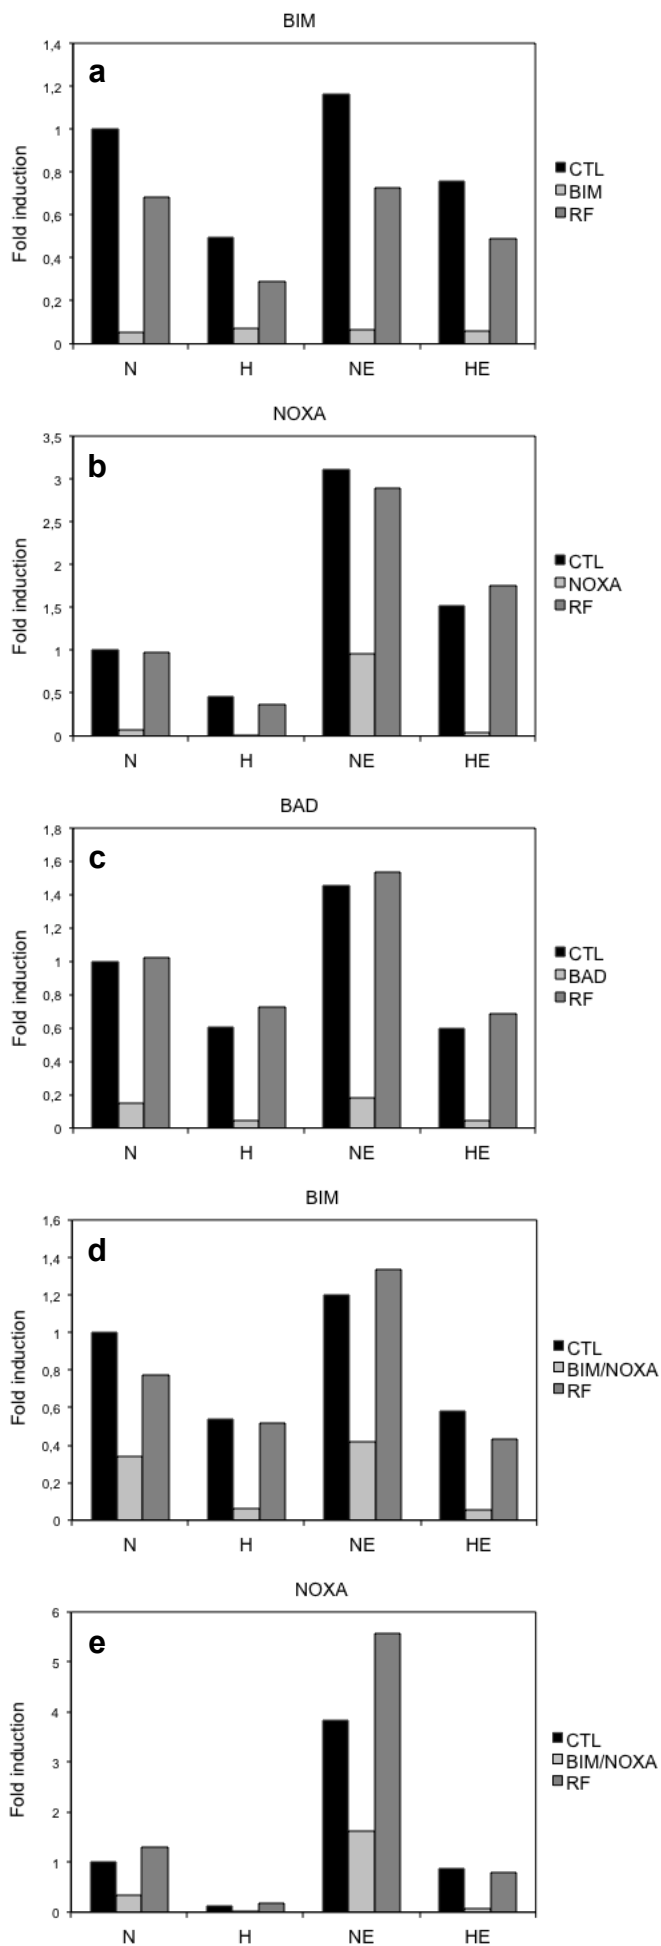 BIM
a
1,4
1,2
1
0,8
0,6
0,4
0,2
0
Fold induction
N H NE HE
CTL
BIM
RF
NOXA
b
3,5
3
2,5
2
1,5
1
0,5
0
Fold induction
N H NE HE
CTL
NOXA
RF
BAD
c
1,8
1,6
1,4
1,2
1
0,8
0,6
0,4
0,2
0
Fold induction
N H NE HE
CTL
BAD
RF
BIM
d
1,6
1,4
1,2
1
0,8
0,6
0,4
0,2
0
Fold induction
N H NE HE
CTL
BIM/NOXA
RF
NOXA
e
6
5
4
3
2
1
0
Fold induction
N H NE HE
CTL
BIM/NOXA
RF